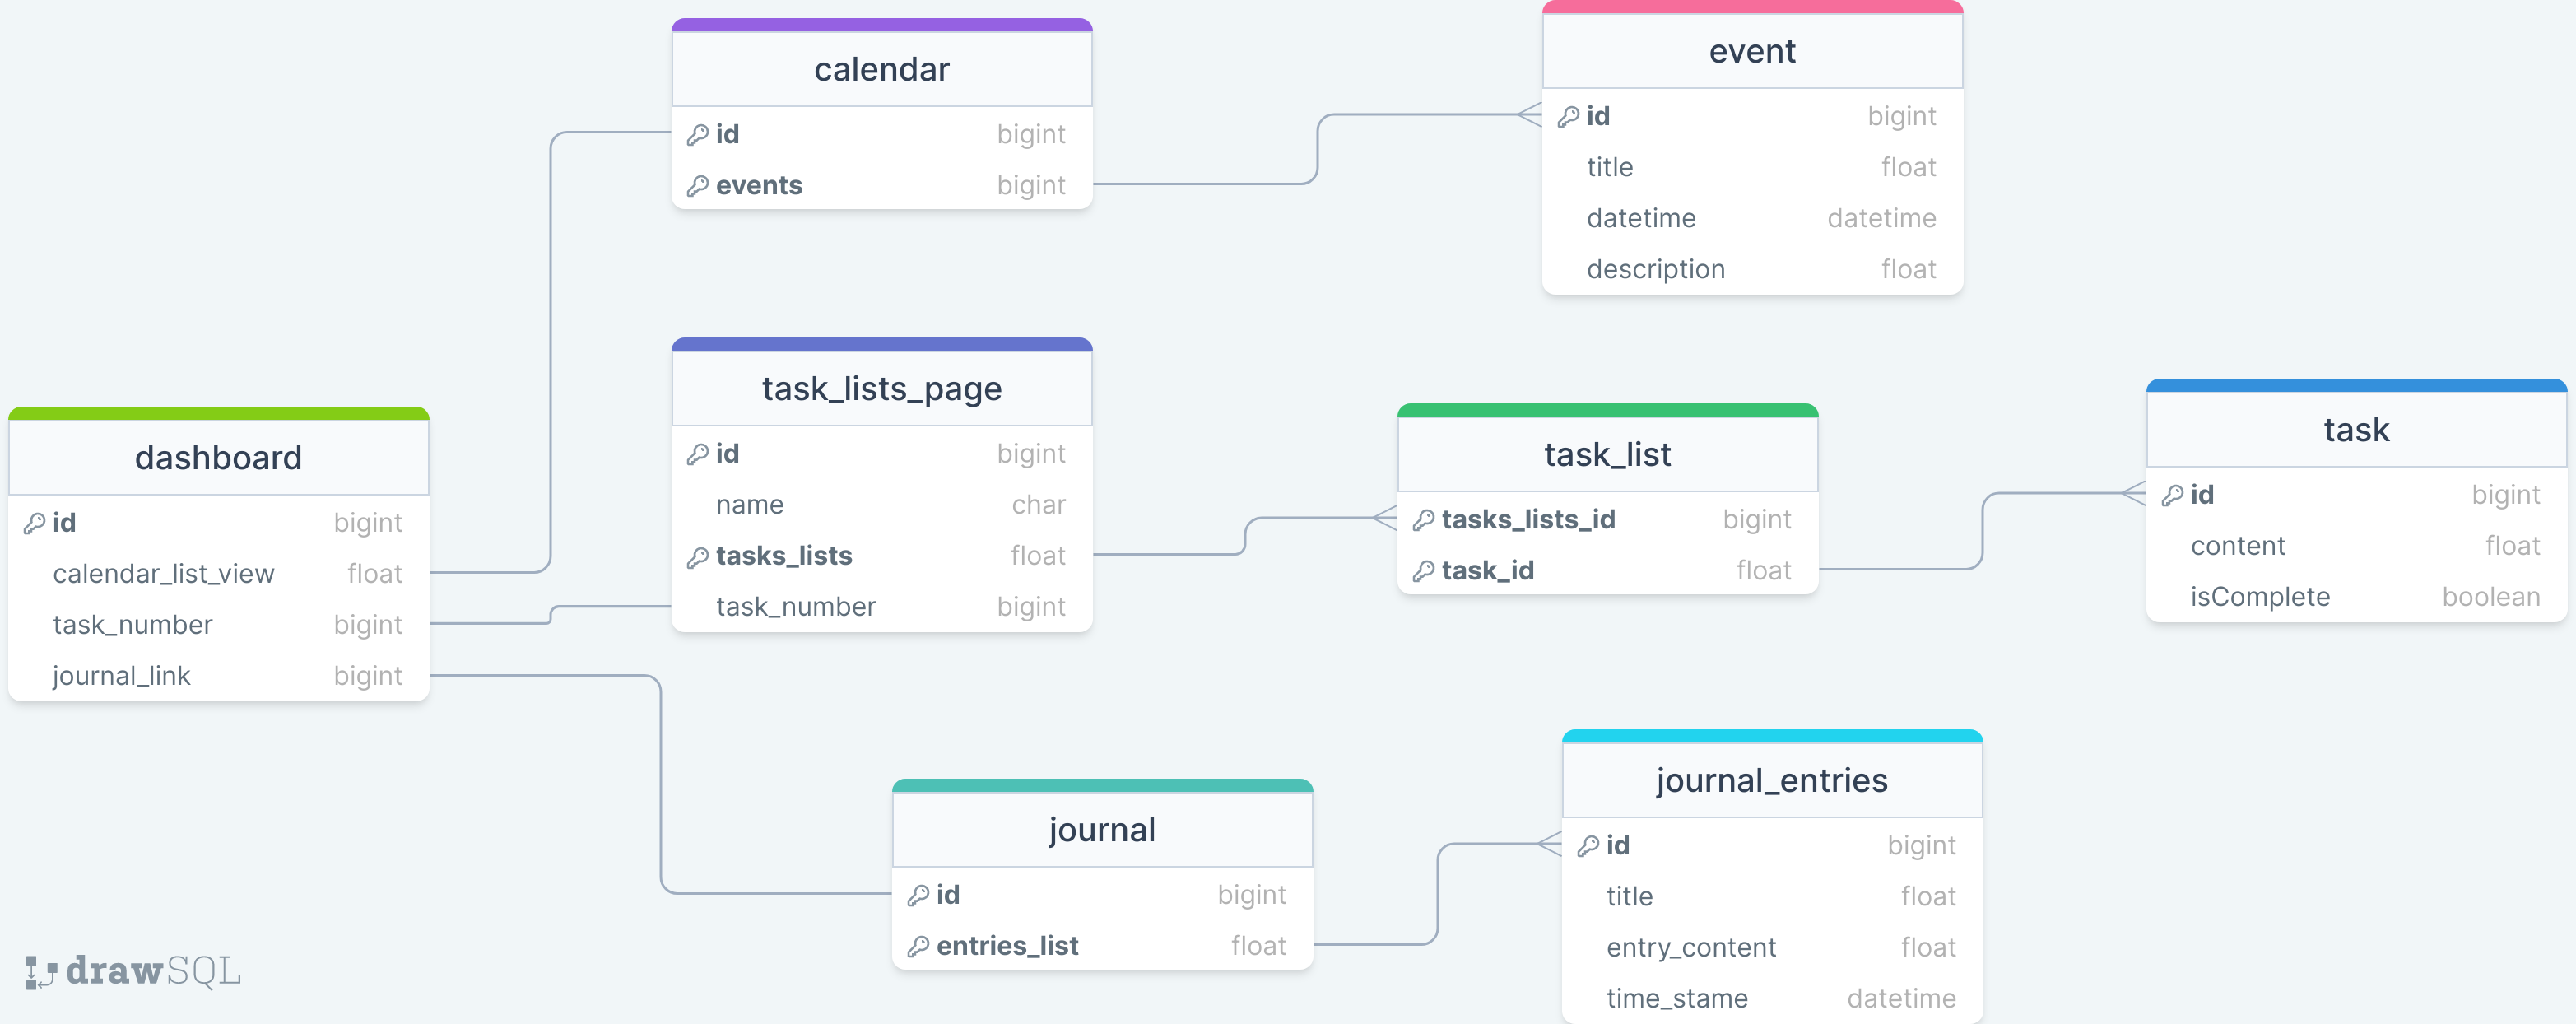 calendar
id bigint
events bigint
event
id bigint
title float
datetime datetime
description float
task_lists_page
id bigint
name char
tasks_lists float
task_number bigint
dashboard
id bigint
calendar_list_view float
task_number bigint
journal_link bigint
task_list
tasks_lists_id bigint
task_id float
task
id bigint
content float
isComplete boolean
journal
id bigint
entries_list float
journal_entries
id bigint
title float
entry_content float
time_stame datetime
drawSQL